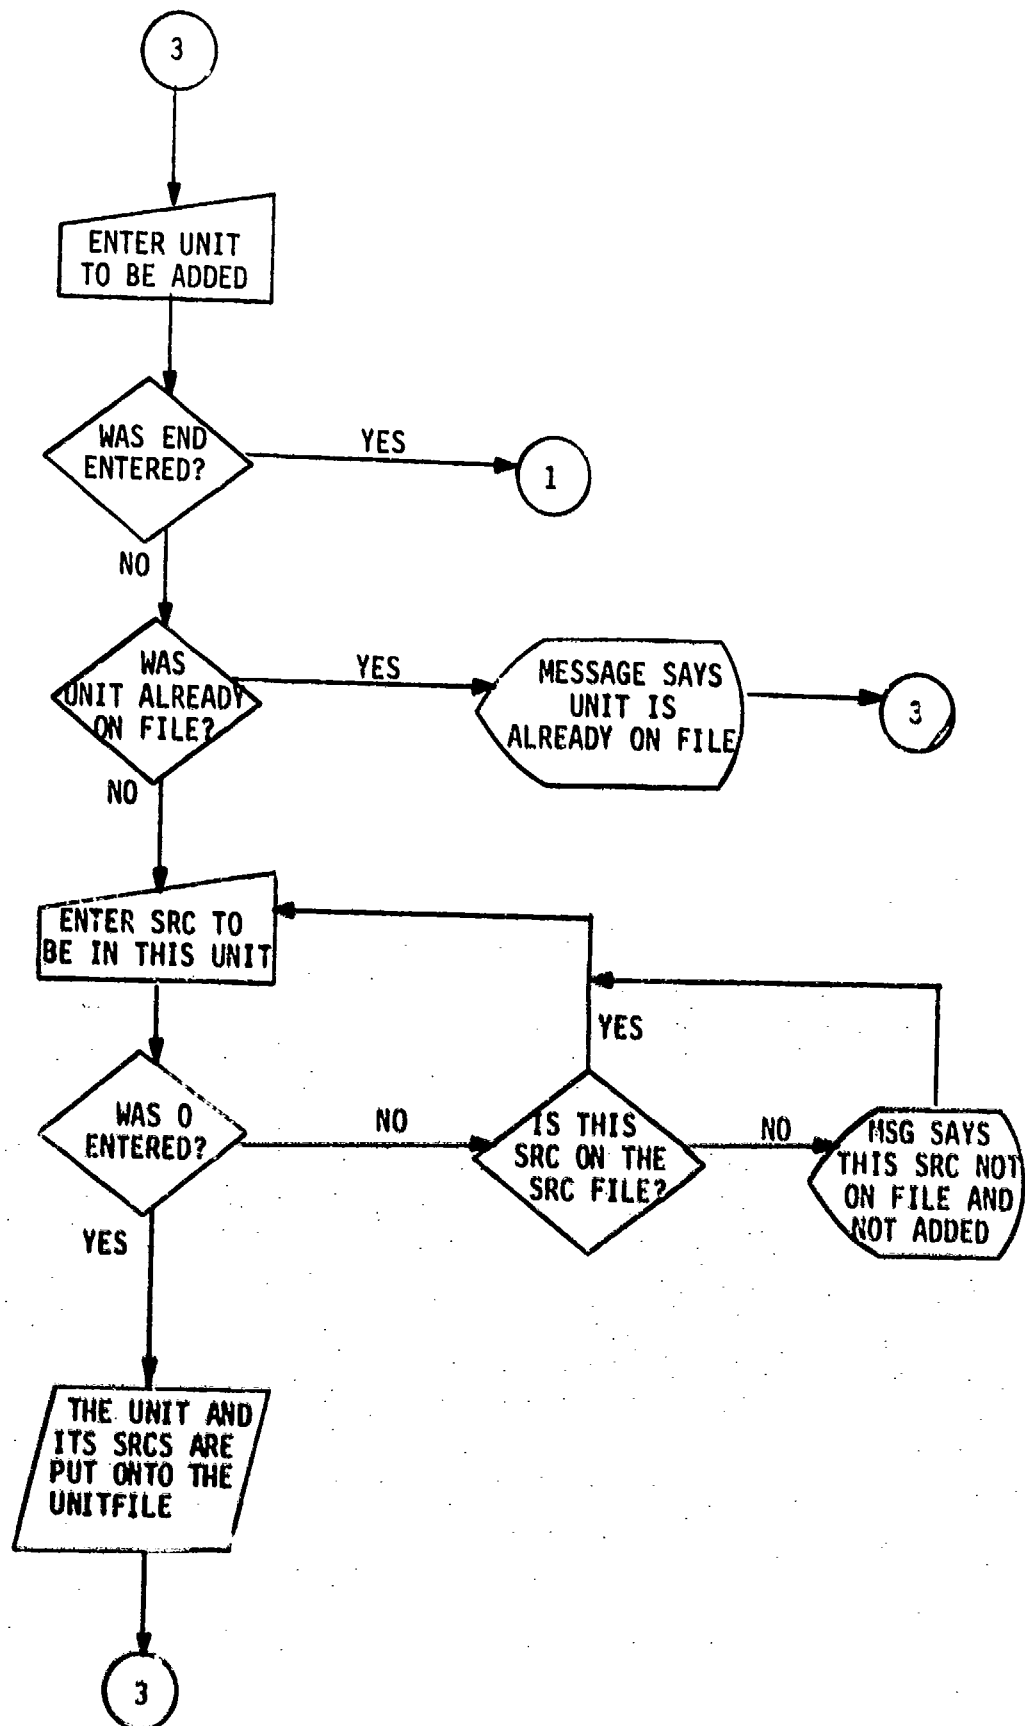 3
ENTER UNIT
TO BE ADDED
WAS END
ENTERED?
YES
1
NO
WAS
UNIT ALREADY
ON FILE?
YES
MESSAGE SAYS
UNIT IS
ALREADY ON FILE
3
NO
ENTER SRC TO
BE IN THIS UNIT
YES
WAS 0
ENTERED?
NO
IS THIS
SRC ON THE
SRC FILE?
NO
MSG SAYS
THIS SRC NOT
ON FILE AND
NOT ADDED
YES
THE UNIT AND
ITS SRCS ARE
PUT ONTO THE
UNITFILE
3